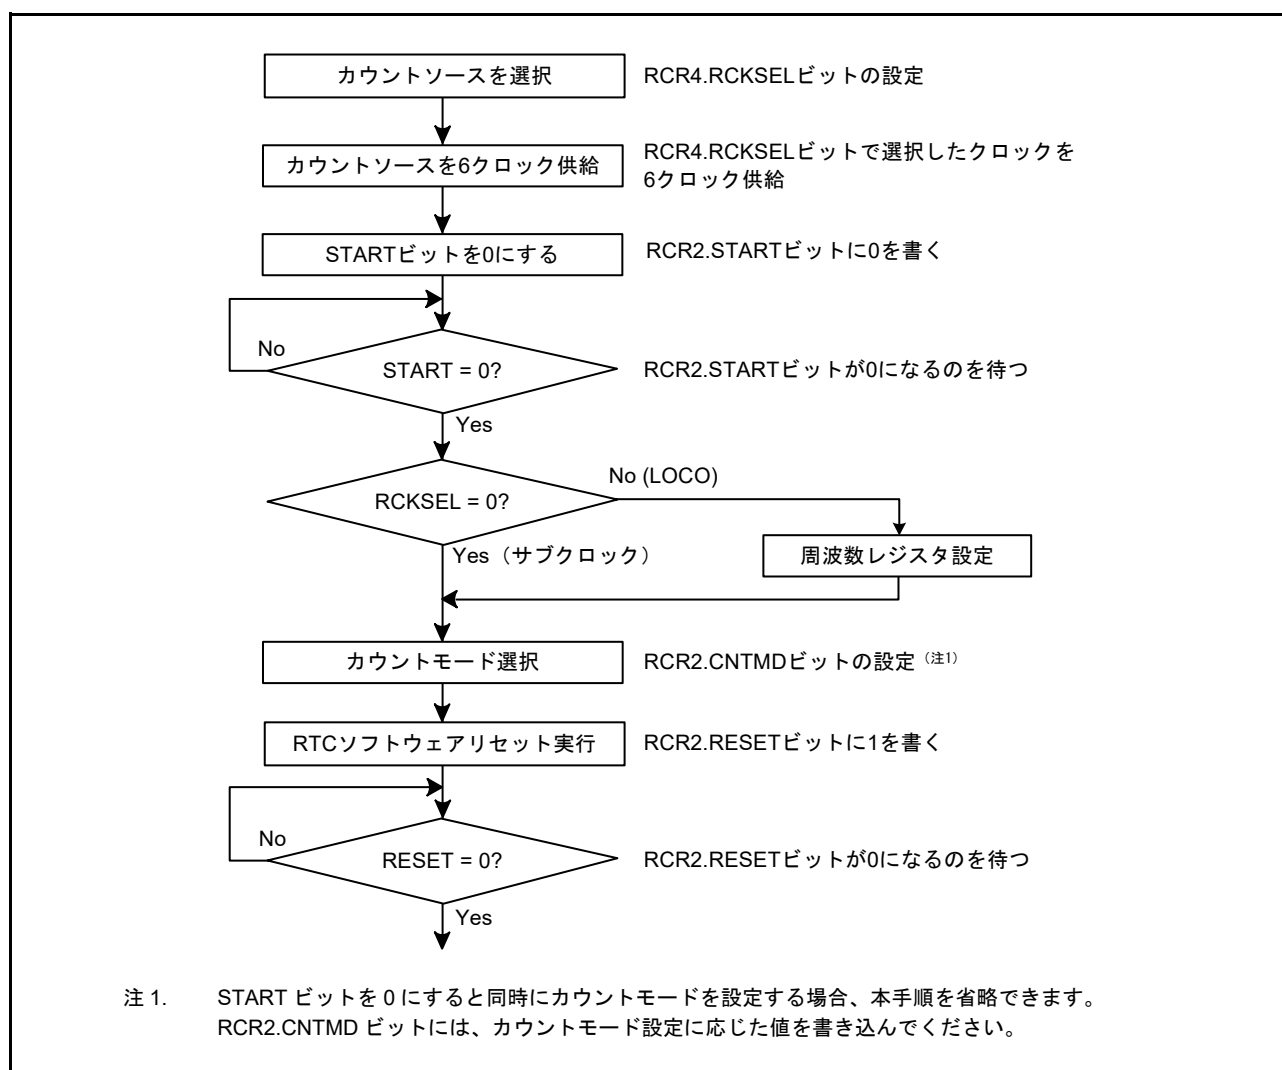 カウントソースを選択
RCR4.RCKSELビットの設定
カウントソースを6クロック供給
RCR4.RCKSELビットで選択したクロックを
6クロック供給
STARTビットを0にする
RCR2.STARTビットに0を書く
No
START = 0?
RCR2.STARTビットが0になるのを待つ
Yes
No (LOCO)
RCKSEL = 0?
Yes（サブクロック）
周波数レジスタ設定
カウントモード選択
RCR2.CNTMDビットの設定（注1）
RTCソフトウェアリセット実行
RCR2.RESETビットに1を書く
No
RESET = 0?
RCR2.RESETビットが0になるのを待つ
Yes
注 1. START ビットを 0 にすると同時にカウントモードを設定する場合、本手順を省略できます。
RCR2.CNTMD ビットには、カウントモード設定に応じた値を書き込んでください。